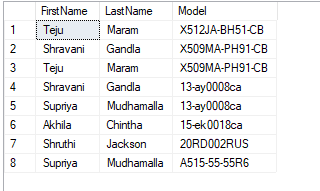 FirstName LastName Model
1 Teju Maram X512JA-BH51-CB
2 Shravani Gandla X509MA-PH91-CB
3 Teju Maram X509MA-PH91-CB
4 Shravani Gandla 13-ay0008ca
5 Supriya Mudhamalla 13-ay0008ca
6 Akhila Chintha 15-ek0018ca
7 Shruthi Jackson 20RD002RUS
8 Supriya Mudhamalla A515-55-55R6